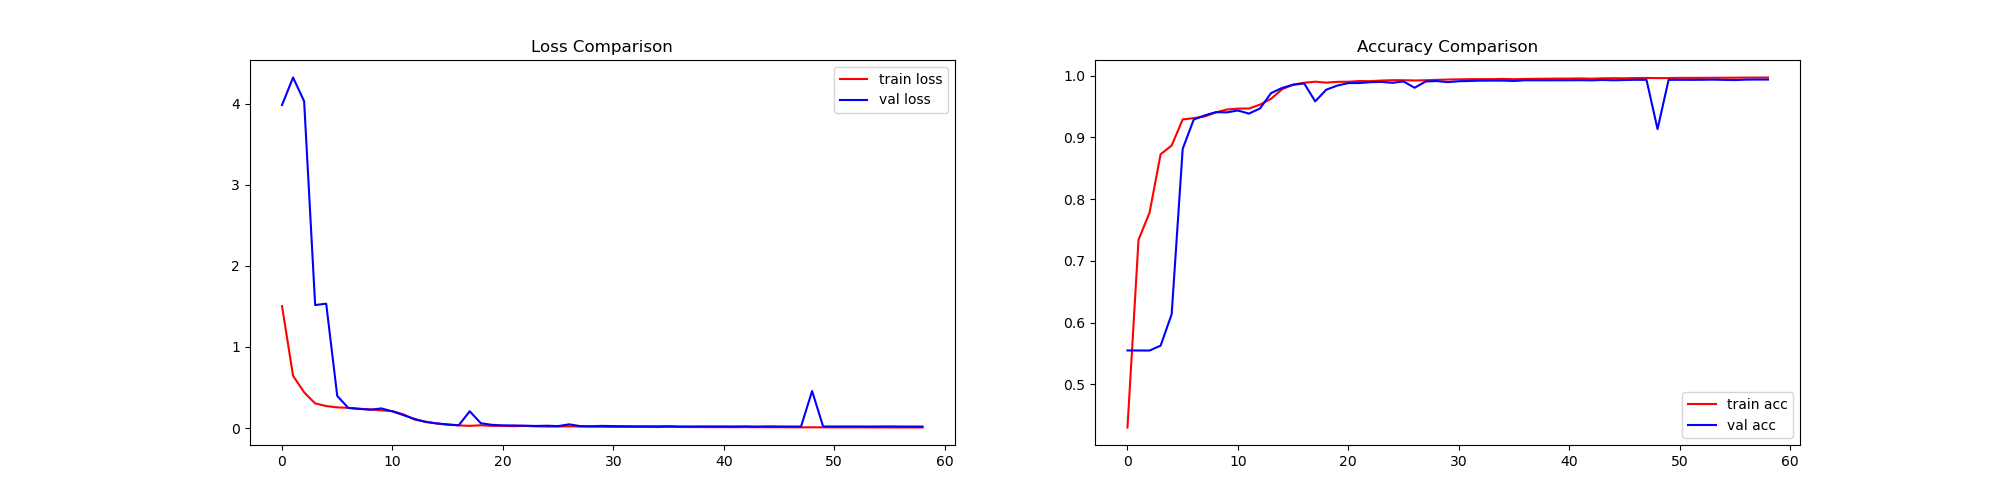 Loss Comparison
train loss
val loss
4
3
2
1
0
0 10 20 30 40 50 60
Accuracy Comparison
1.0
0.9
0.8
0.7
0.6
0.5
train acc
val acc
0 10 20 30 40 50 60